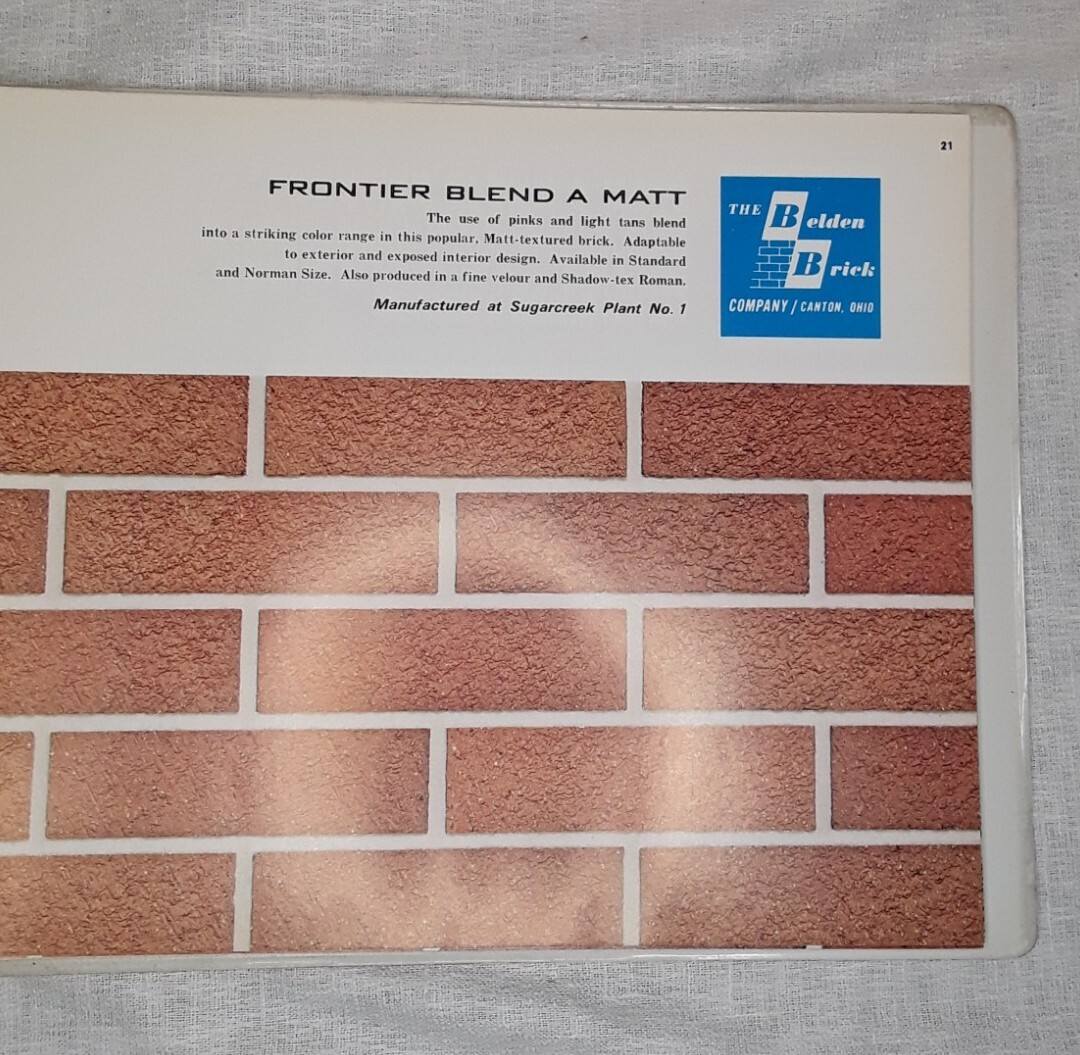 21
FRONTIER BLEND A MATT
The use of pinks and light tans blend
into a striking color range in this popular, Matt-textured brick. Adaptable
to exterior and exposed interior design. Available in Standard
and Norman Size. Also produced in a fine velour and Shadow-tex Roman.
Manufactured at Sugarcreek Plant No. 1
THE Belden
Brick
COMPANY / CANTON, OHIO